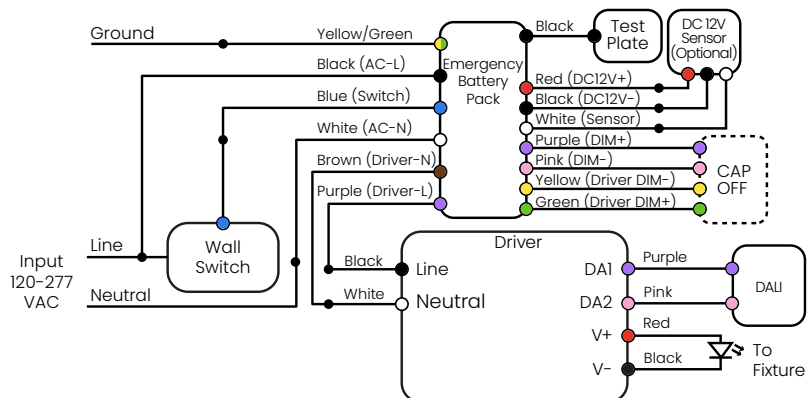 Ground
Yellow/Green
Black (AC-L)
Blue (Switch)
White (AC-N)
Brown (Driver-N)
Purple (Driver-L)
Emergency
Battery
Pack
Black
Test
Plate
DC 12V
Sensor
(Optional)
Red (DC12V+)
Black (DC12V-)
White (Sensor)
Purple (DIM+)
Pink (DIM-)
Yellow (Driver DIM-)
Green (Driver DIM+)
CAP
OFF
Input
120-277
VAC
Line
Neutral
Wall
Switch
Driver
Black
Line
White
Neutral
DA1
Purple
DA2
Pink
DALI
V+
Red
V-
Black
To
Fixture